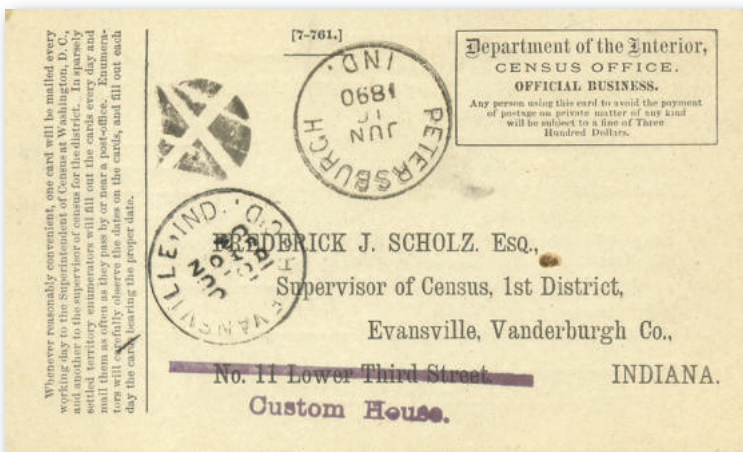 Whenever reasonably convenient, one card will be mailed every
working day to the Superintendent of Census at Washington, D. C.,
and another to the supervisor of census for the district. In sparsely
settled territory enumerators will fill out the cards every day and
mail them as often as they pass by or near a post-office. Enumera-
tors will carefully observe the dates on the cards, and fill out each
day the card bearing the proper date.
[7-761.]
PETERSBURGH
IND.
JUN
1890
Department of the Interior,
CENSUS OFFICE.
OFFICIAL BUSINESS.
Any person using this card to avoid the payment
of postage on private matter of any kind
will be subject to a fine of Three
Hundred Dollars.
EVANSVILLE, IND.
JUN
REC'D.
FREDERICK J. SCHOLZ. Esq.,
Supervisor of Census, 1st District,
Evansville, Vanderburgh Co.,
No. 11 Lower Third Street.
INDIANA.
Custom House.